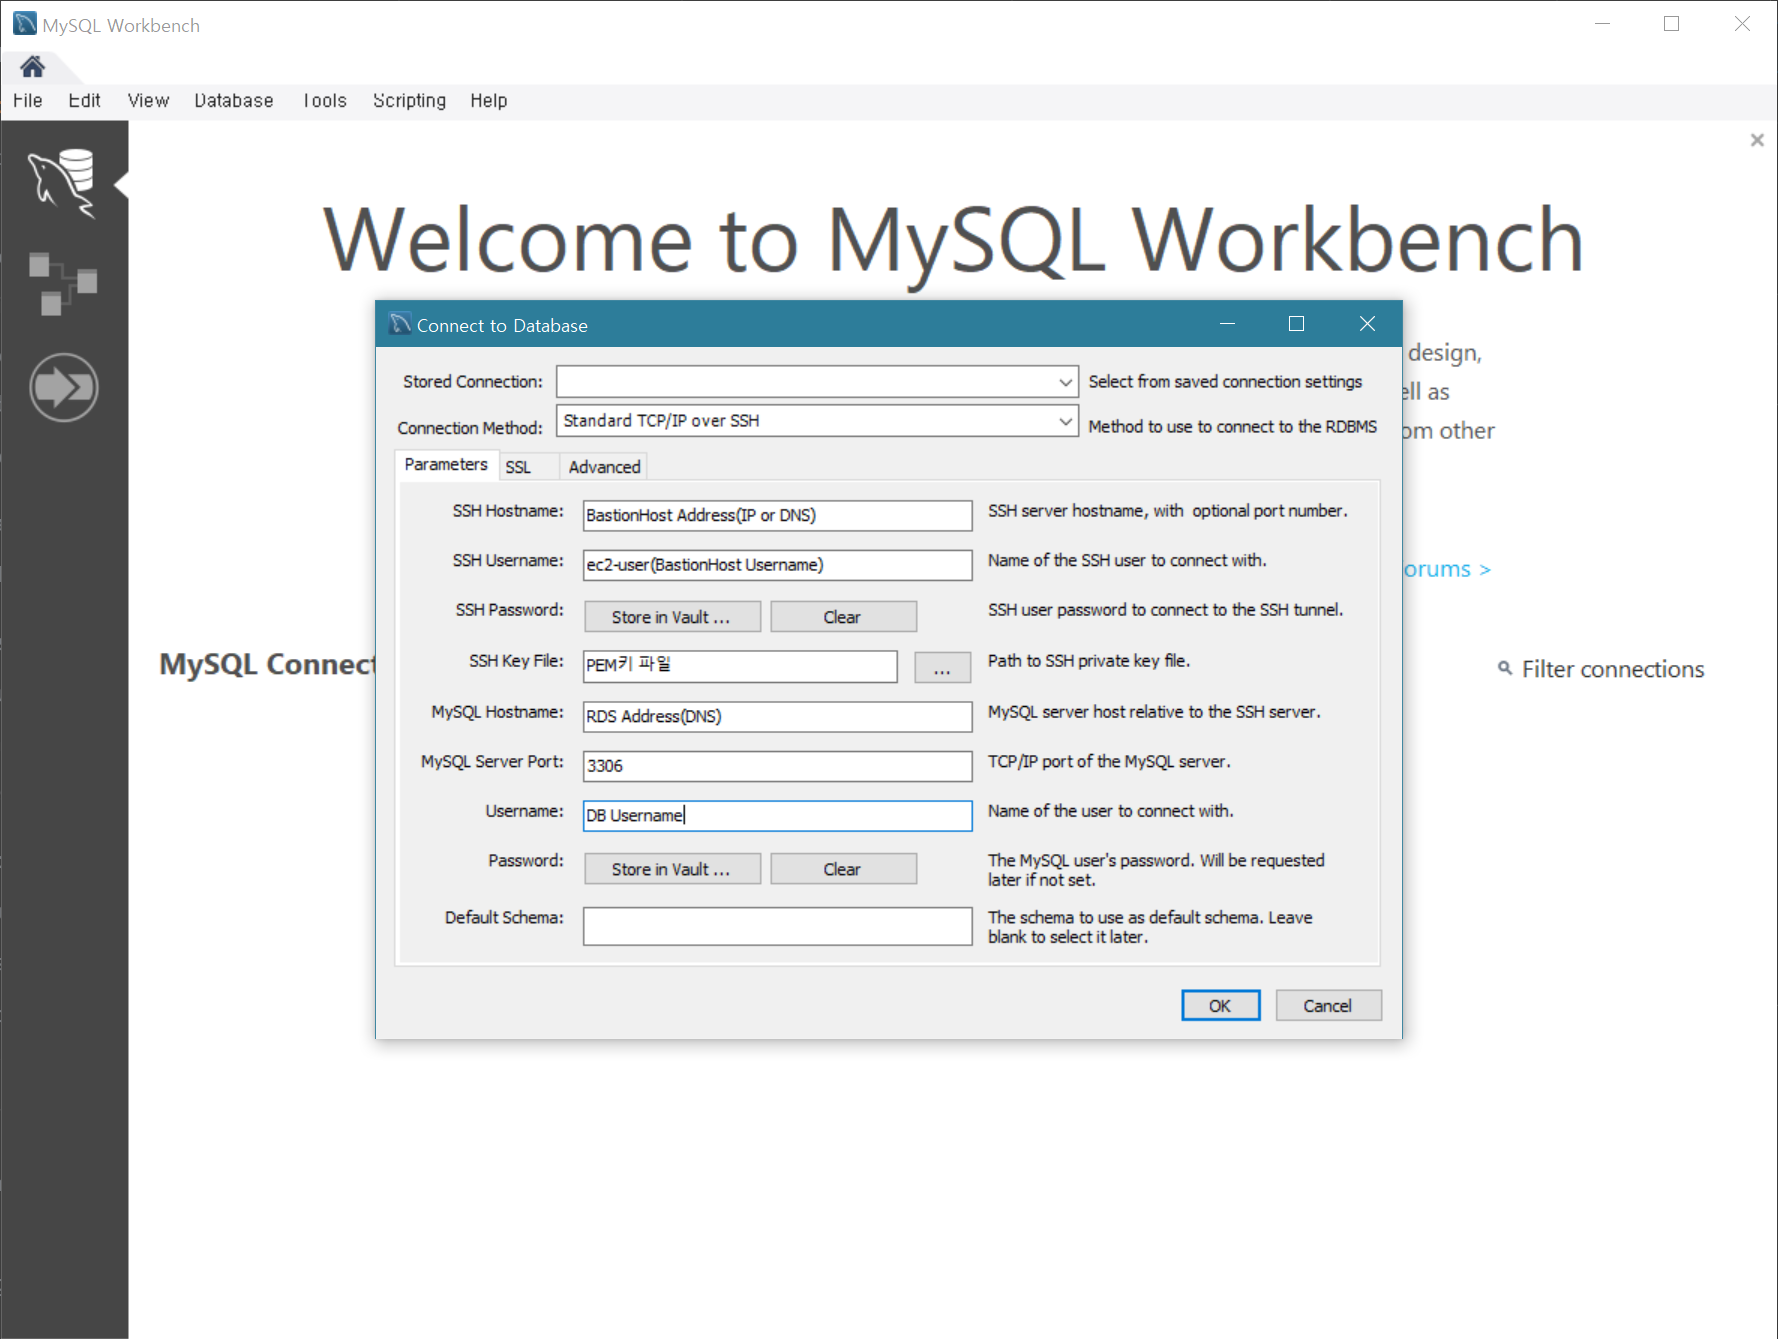 MySQL Workbench
File Edit View Database Tools Scripting Help
Welcome to MySQL Workbench
design,
as
other
>
MySQL
Filter connections
Connect to Database
Stored Connection: Select from saved connection settings
Connection Method: Standard TCP/IP over SSH Method to use to connect to the RDBMS
Parameters SSL Advanced
SSH Hostname: BastionHost Address(IP or DNS) SSH server hostname, with optional port number.
SSH Username: ec2-user(BastionHost Username) Name of the SSH user to connect with.
SSH Password: Store in Vault ... Clear SSH user password to connect to the SSH tunnel.
SSH Key File: PEM키 파일 ... Path to SSH private key file.
MySQL Hostname: RDS Address(DNS) MySQL server host relative to the SSH server.
MySQL Server Port: 3306 TCP/IP port of the MySQL server.
Username: DB Username Name of the user to connect with.
Password: Store in Vault ... Clear The MySQL user's password. Will be requested
later if not set.
Default Schema: The schema to use as default schema. Leave
blank to select it later.
OK Cancel